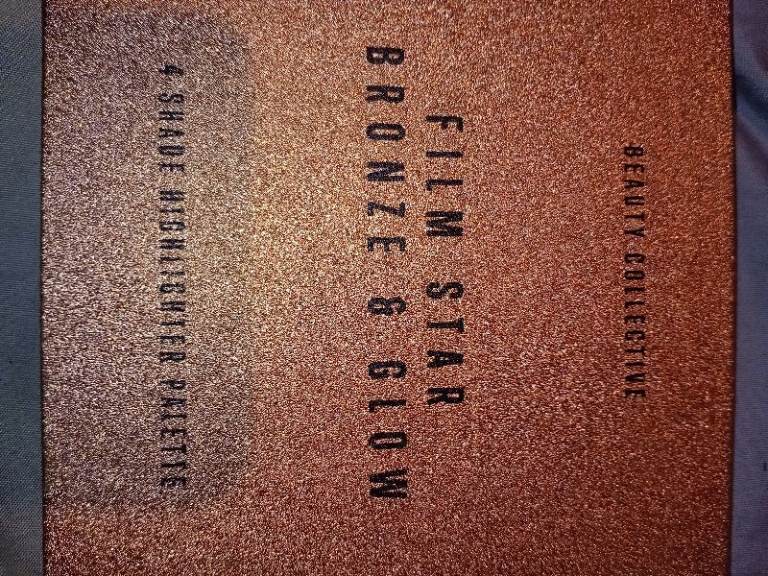 BEAUTY COLLECTIVE
FILM STAR
BRONZE & GLOW
4 SHADE HIGHLIGHTER PALETTE